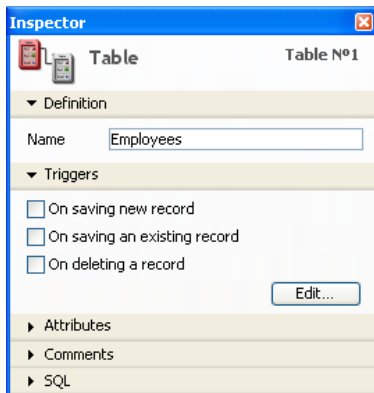 Inspector
Table Table Nº1
Definition
Name Employees
Triggers
On saving new record
On saving an existing record
On deleting a record
Edit...
Attributes
Comments
SQL